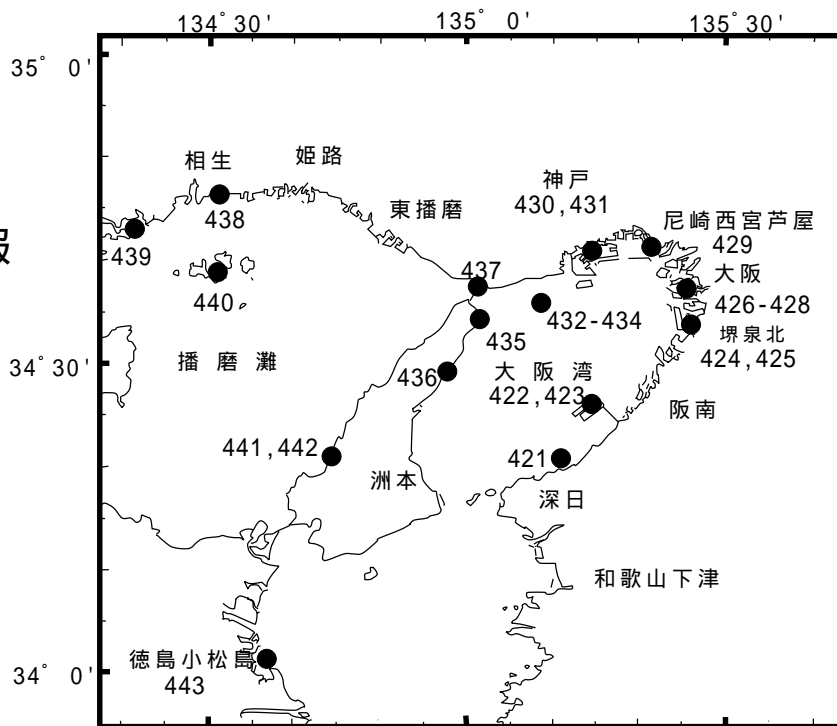 134° 30'
135° 0'
135° 30'
35° 0'
相生
姫路
神戸
430,431
東播磨
尼崎西宮芦屋
429
438
439
報
437
大阪
426-428
440
432-434
435
堺泉北
424,425
播磨灘
34° 30'
436
大阪湾
422,423
阪南
441,442
洲本
421
深日
和歌山下津
徳島小松島
443
34° 0'